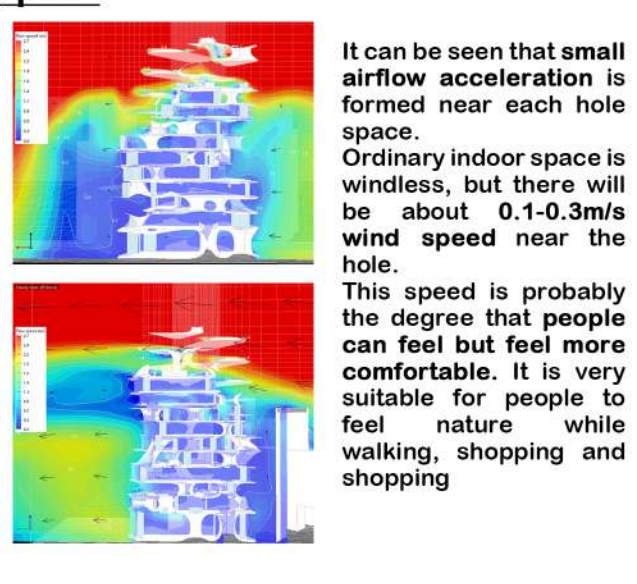 It can be seen that small
airflow acceleration is
formed near each hole
space.
Ordinary indoor space is
windless, but there will
be about 0.1-0.3m/s
wind speed near the
hole.
This speed is probably
the degree that people
can feel but feel more
comfortable. It is very
suitable for people to
feel nature while
walking, shopping and
shopping